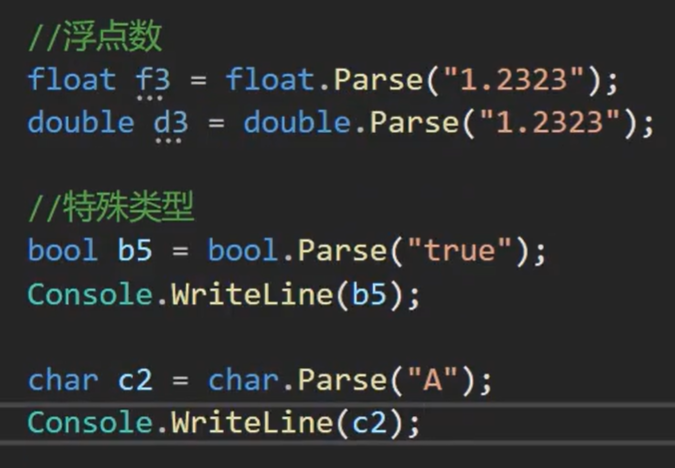 //浮点数
float f3 = float.Parse("1.2323");
double d3 = double.Parse("1.2323");
//特殊类型
bool b5 = bool.Parse("true");
Console.WriteLine(b5);
char c2 = char.Parse("A");
Console.WriteLine(c2);